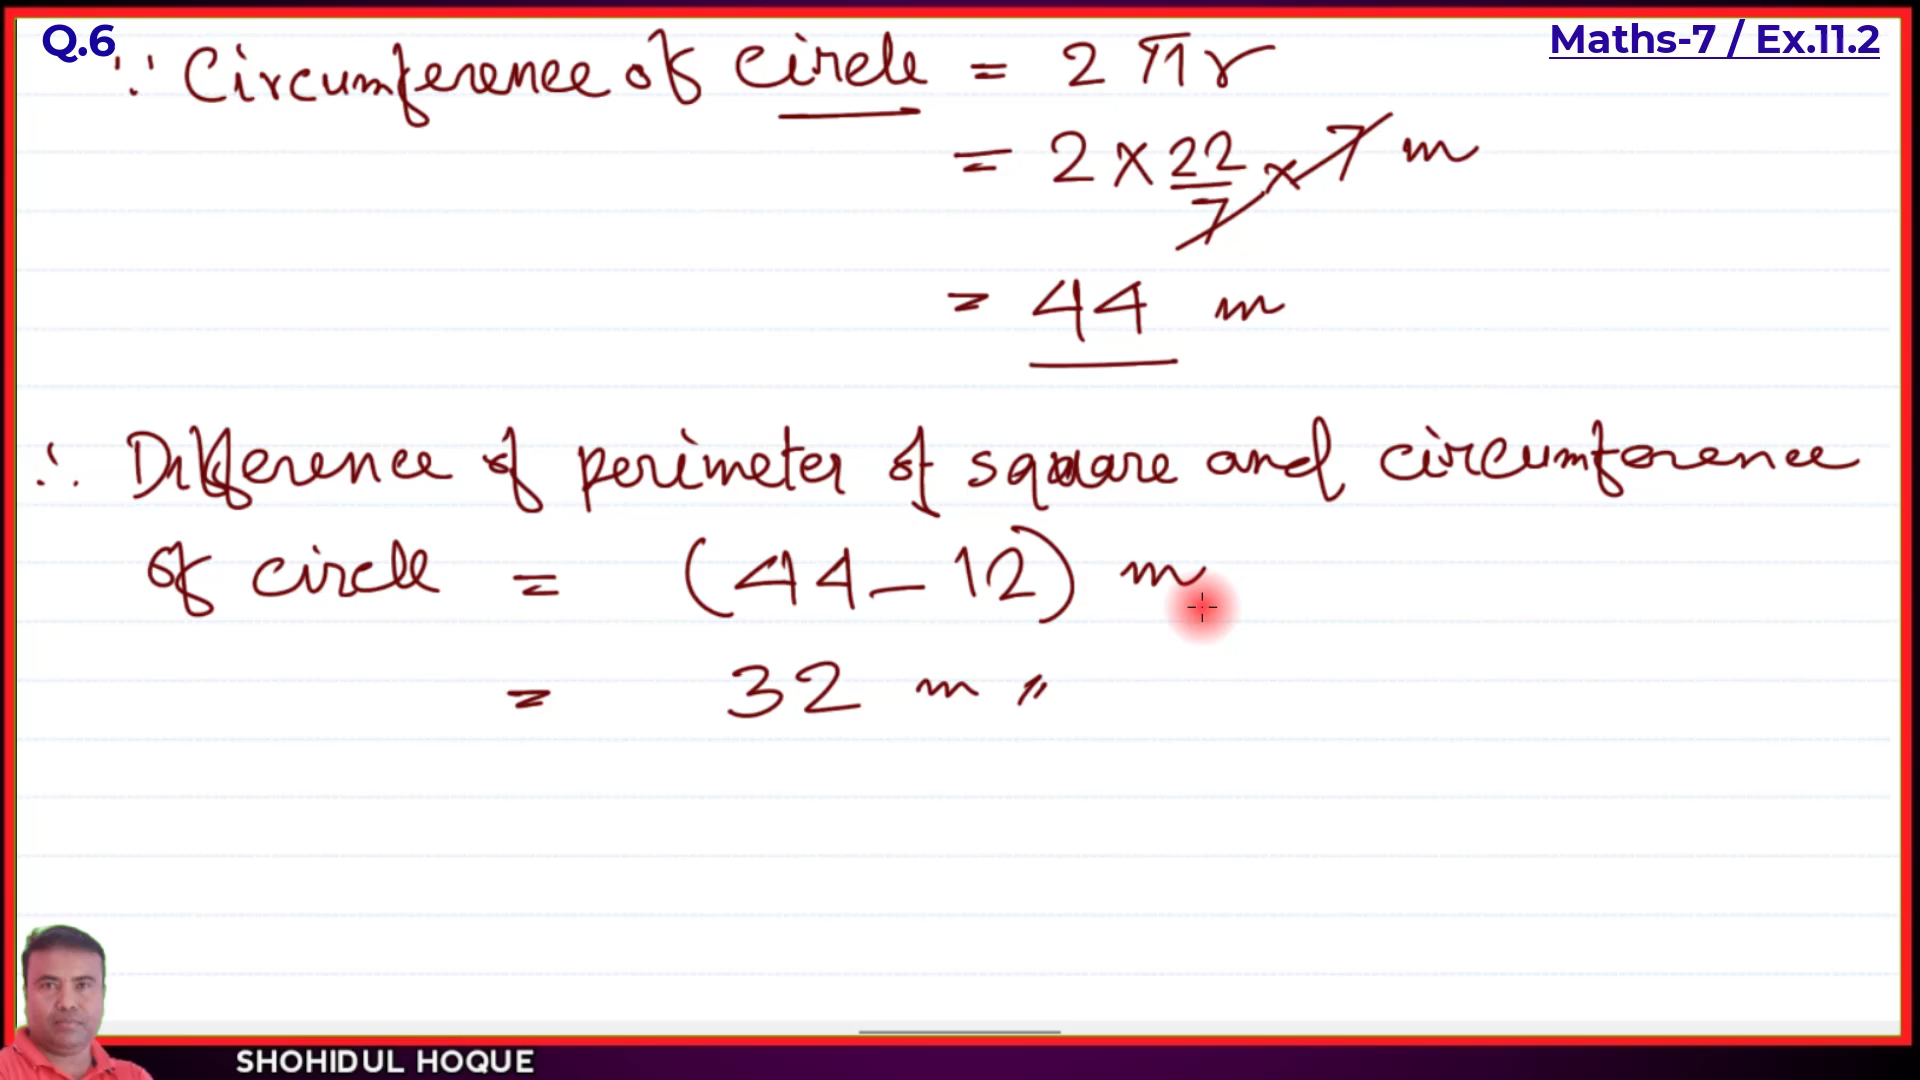 Q.6
Maths-7 / Ex.11.2
∵ Circumference of circle = 2 π r
= 2 × 22/7 × 7 m
= 44 m
∴ Difference of perimeter of square and circumference
of circle = (44 – 12) m
= 32 m „
SHOHIDUL HOQUE